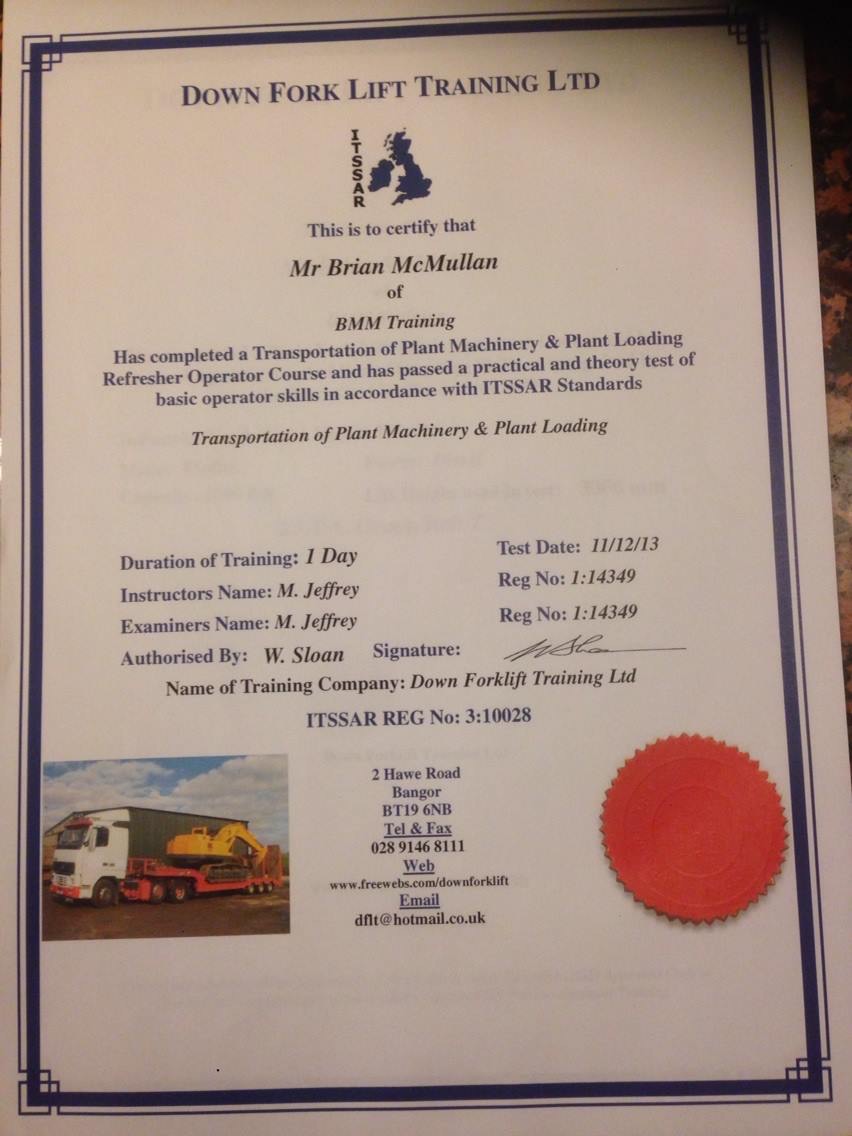 DOWN FORK LIFT TRAINING LTD
ITSSAR
This is to certify that
Mr Brian McMullan
of
BMM Training
Has completed a Transportation of Plant Machinery & Plant Loading
Refresher Operator Course and has passed a practical and theory test of
basic operator skills in accordance with ITSSAR Standards
Transportation of Plant Machinery & Plant Loading
Duration of Training: 1 Day Test Date: 11/12/13
Instructors Name: M. Jeffrey Reg No: 1:14349
Examiners Name: M. Jeffrey Reg No: 1:14349
Authorised By: W. Sloan Signature:
Name of Training Company: Down Forklift Training Ltd
ITSSAR REG No: 3:10028
2 Hawe Road
Bangor
BT19 6NB
Tel & Fax
028 9146 8111
Web
www.freewebs.com/downforklift
Email
dflt@hotmail.co.uk